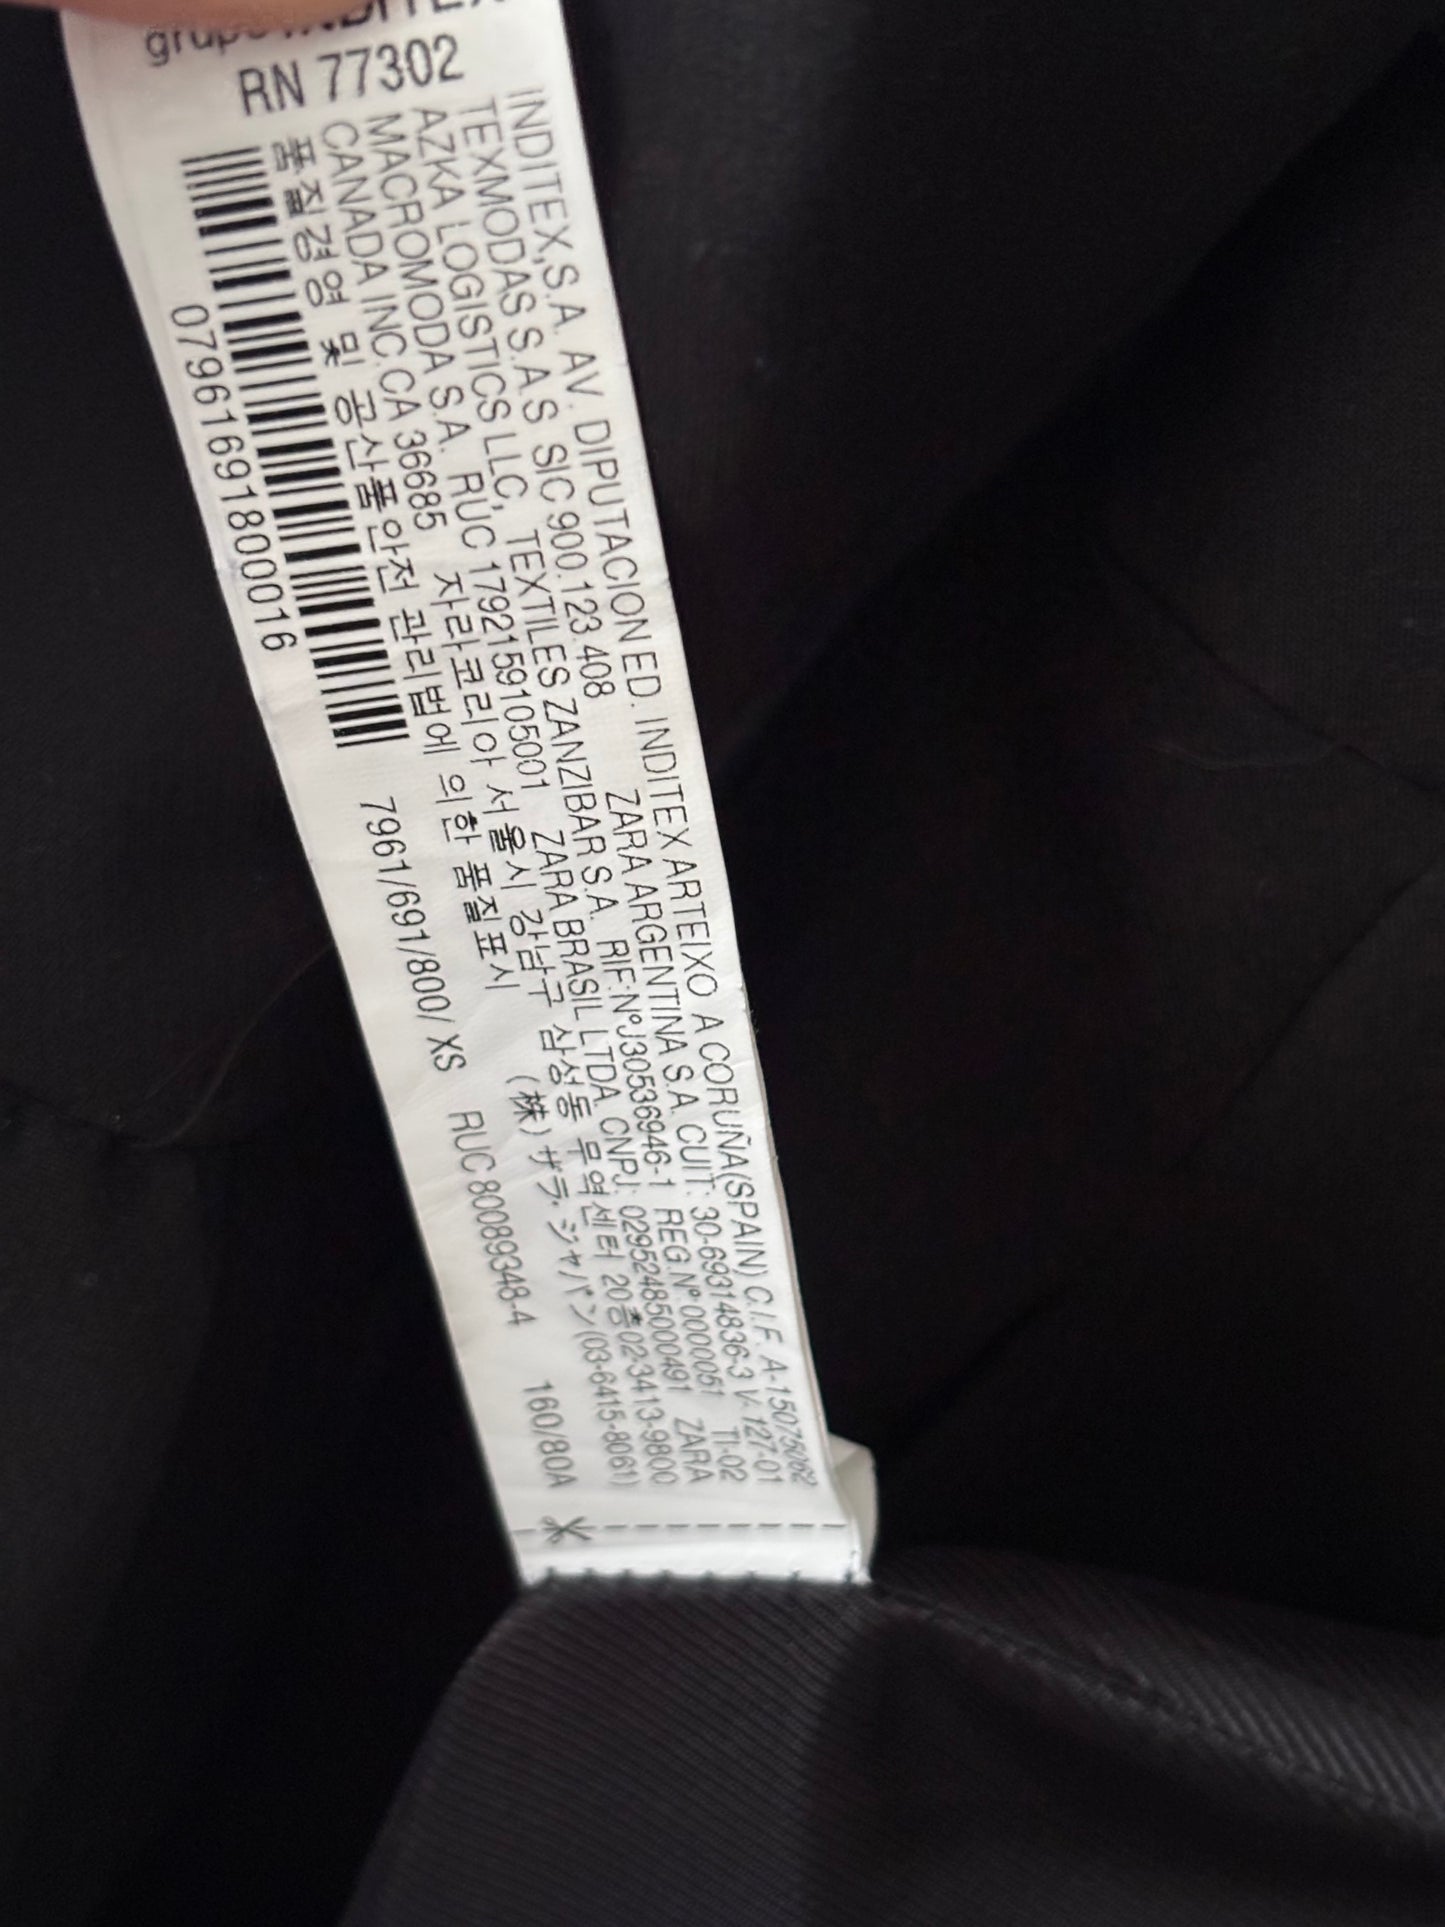 grupo INDITEX
RN 77302
INDITEX,S.A. AV. DIPUTACION ED. INDITEX ARTEIXO A CORUÑA(SPAIN) C.I.F. A-15075062
TEXMODAS S.A.S SIC 900.123.408 ZARA ARGENTINA S.A. CUIT: 30-69314836-3 V-127-01
AZKA LOGISTICS LLC, TEXTILES ZANZIBAR S.A. RIF:NºJ30536946-1 REG.Nº 0000051 TI-02
MACROMODA S.A. RUC 1792159105001 ZARA BRASIL LTDA. CNPJ: 02952485000491 ZARA
CANADA INC.CA 36685 자라코리아 서울시 강남구 삼성동 무역센터 20층02-3413-9800
품질경영 및 공산품안전 관리법에 의한 품질표시 (株)ザラ·ジャパン(03-6415-8061)
07961691800016
7961/691/800/ XS RUC 80089348-4 160/80A